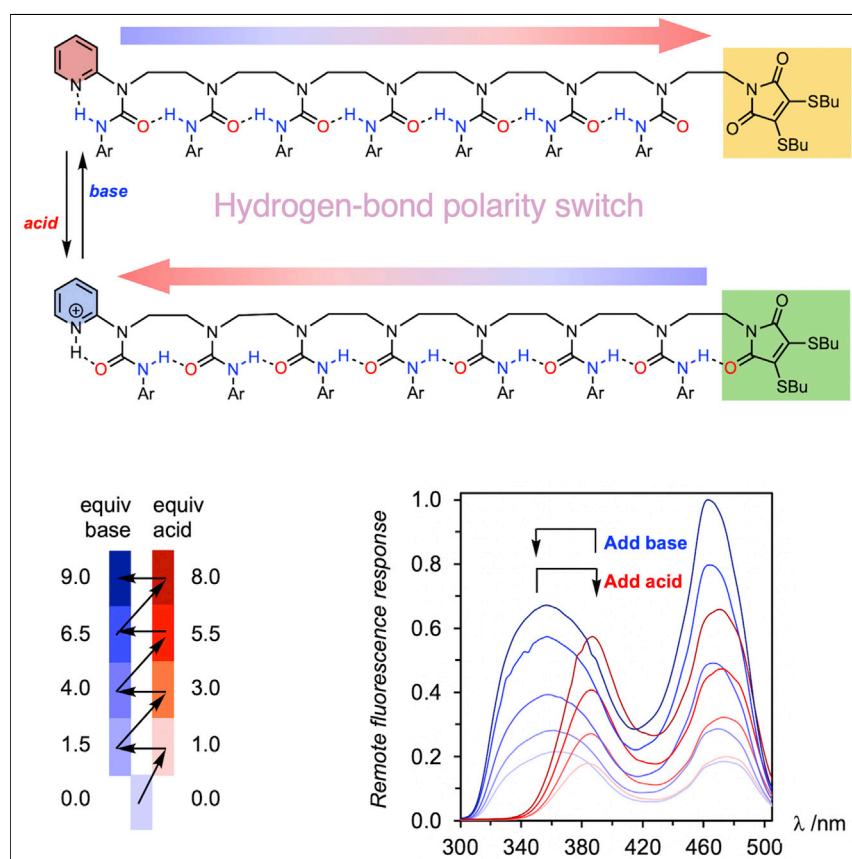 N N N N N N N N O
N H H H H H H H O SBu
N O N O N O N O N O N O N O SBu
Ar Ar Ar Ar Ar Ar Ar
base
acid
Hydrogen-bond polarity switch
⊕
N N N N N N N N N O
H O N H O N H O N H O N H O N H O N H O N H O SBu
Ar Ar Ar Ar Ar Ar Ar SBu
equiv base
equiv acid
9.0 8.0
6.5 5.5
4.0 3.0
1.5 1.0
0.0 0.0
Remote fluorescence response
1.0
0.8
0.6
0.4
0.2
0.0
Add base
Add acid
300 340 380 420 460 500 λ /nm